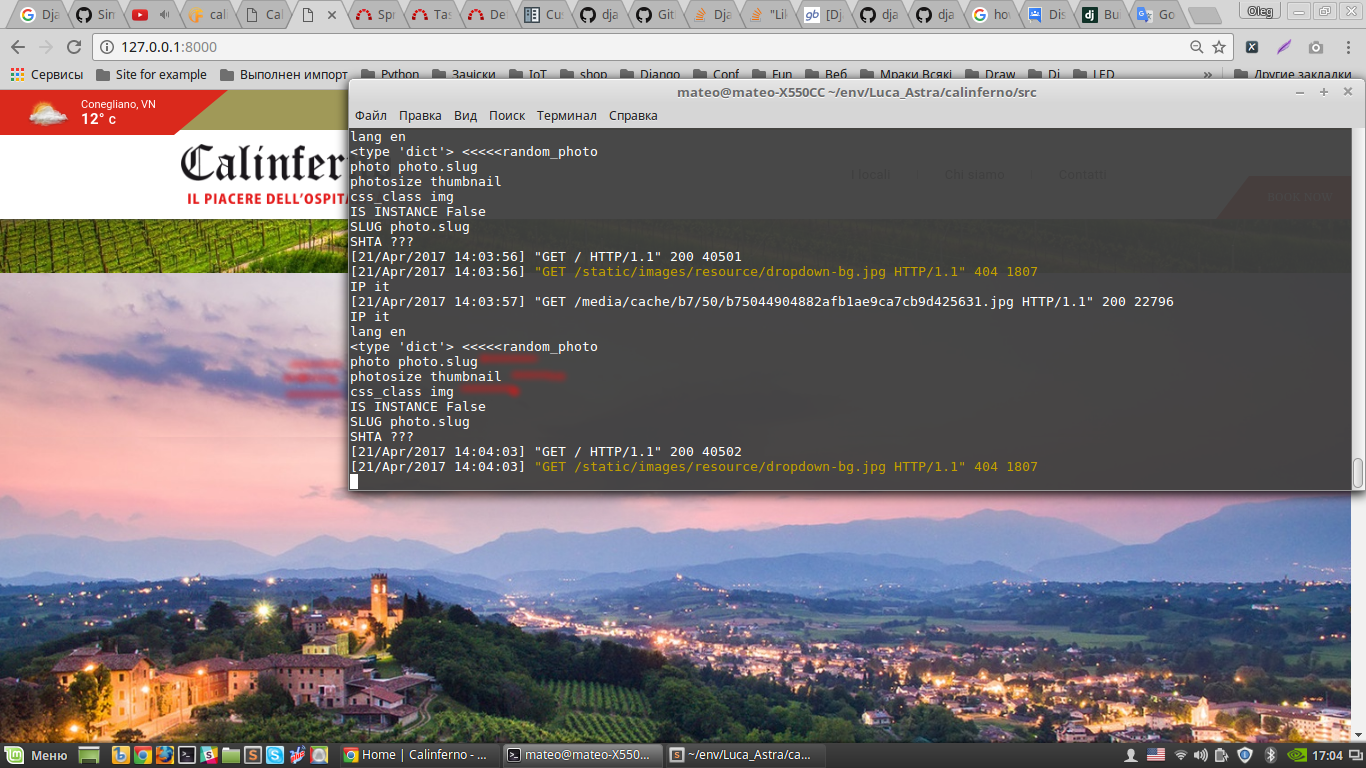 Dja
Sin
cali
Cal
Spr
Tas
De
Cus
dja
Git
Dja
"Lik
[Dj
dja
dja
hov
Dis
Bu
Go
Oleg
127.0.0.1:8000
Сервисы
Site for example
Выполнен импорт
Python
Зачіски
IoT
shop
Django
Conf
Fun
Веб
Мраки Всякі
Draw
Di
LED
»
Другие закладки
Conegliano, VN
12° c
Calinfer
IL PIACERE DELL'OSPITA
mateo@mateo-X550CC ~/env/Luca_Astra/calinferno/src
Файл Правка Вид Поиск Терминал Справка
I locali Chi siamo Contatti
BOOK NOW
lang en
<type 'dict'> <<<<<random_photo
photo photo.slug
photosize thumbnail
css_class img
IS INSTANCE False
SLUG photo.slug
SHTA ???
[21/Apr/2017 14:03:56] "GET / HTTP/1.1" 200 40501
[21/Apr/2017 14:03:56] "GET /static/images/resource/dropdown-bg.jpg HTTP/1.1" 404 1807
IP it
[21/Apr/2017 14:03:57] "GET /media/cache/b7/50/b75044904882afb1ae9ca7cb9d425631.jpg HTTP/1.1" 200 22796
IP it
lang en
<type 'dict'> <<<<<random_photo
photo photo.slug
photosize thumbnail
css_class img
IS INSTANCE False
SLUG photo.slug
SHTA ???
[21/Apr/2017 14:04:03] "GET / HTTP/1.1" 200 40502
[21/Apr/2017 14:04:03] "GET /static/images/resource/dropdown-bg.jpg HTTP/1.1" 404 1807
Меню
Home | Calinferno - ...
mateo@mateo-X550...
~/env/Luca_Astra/ca...
17:04